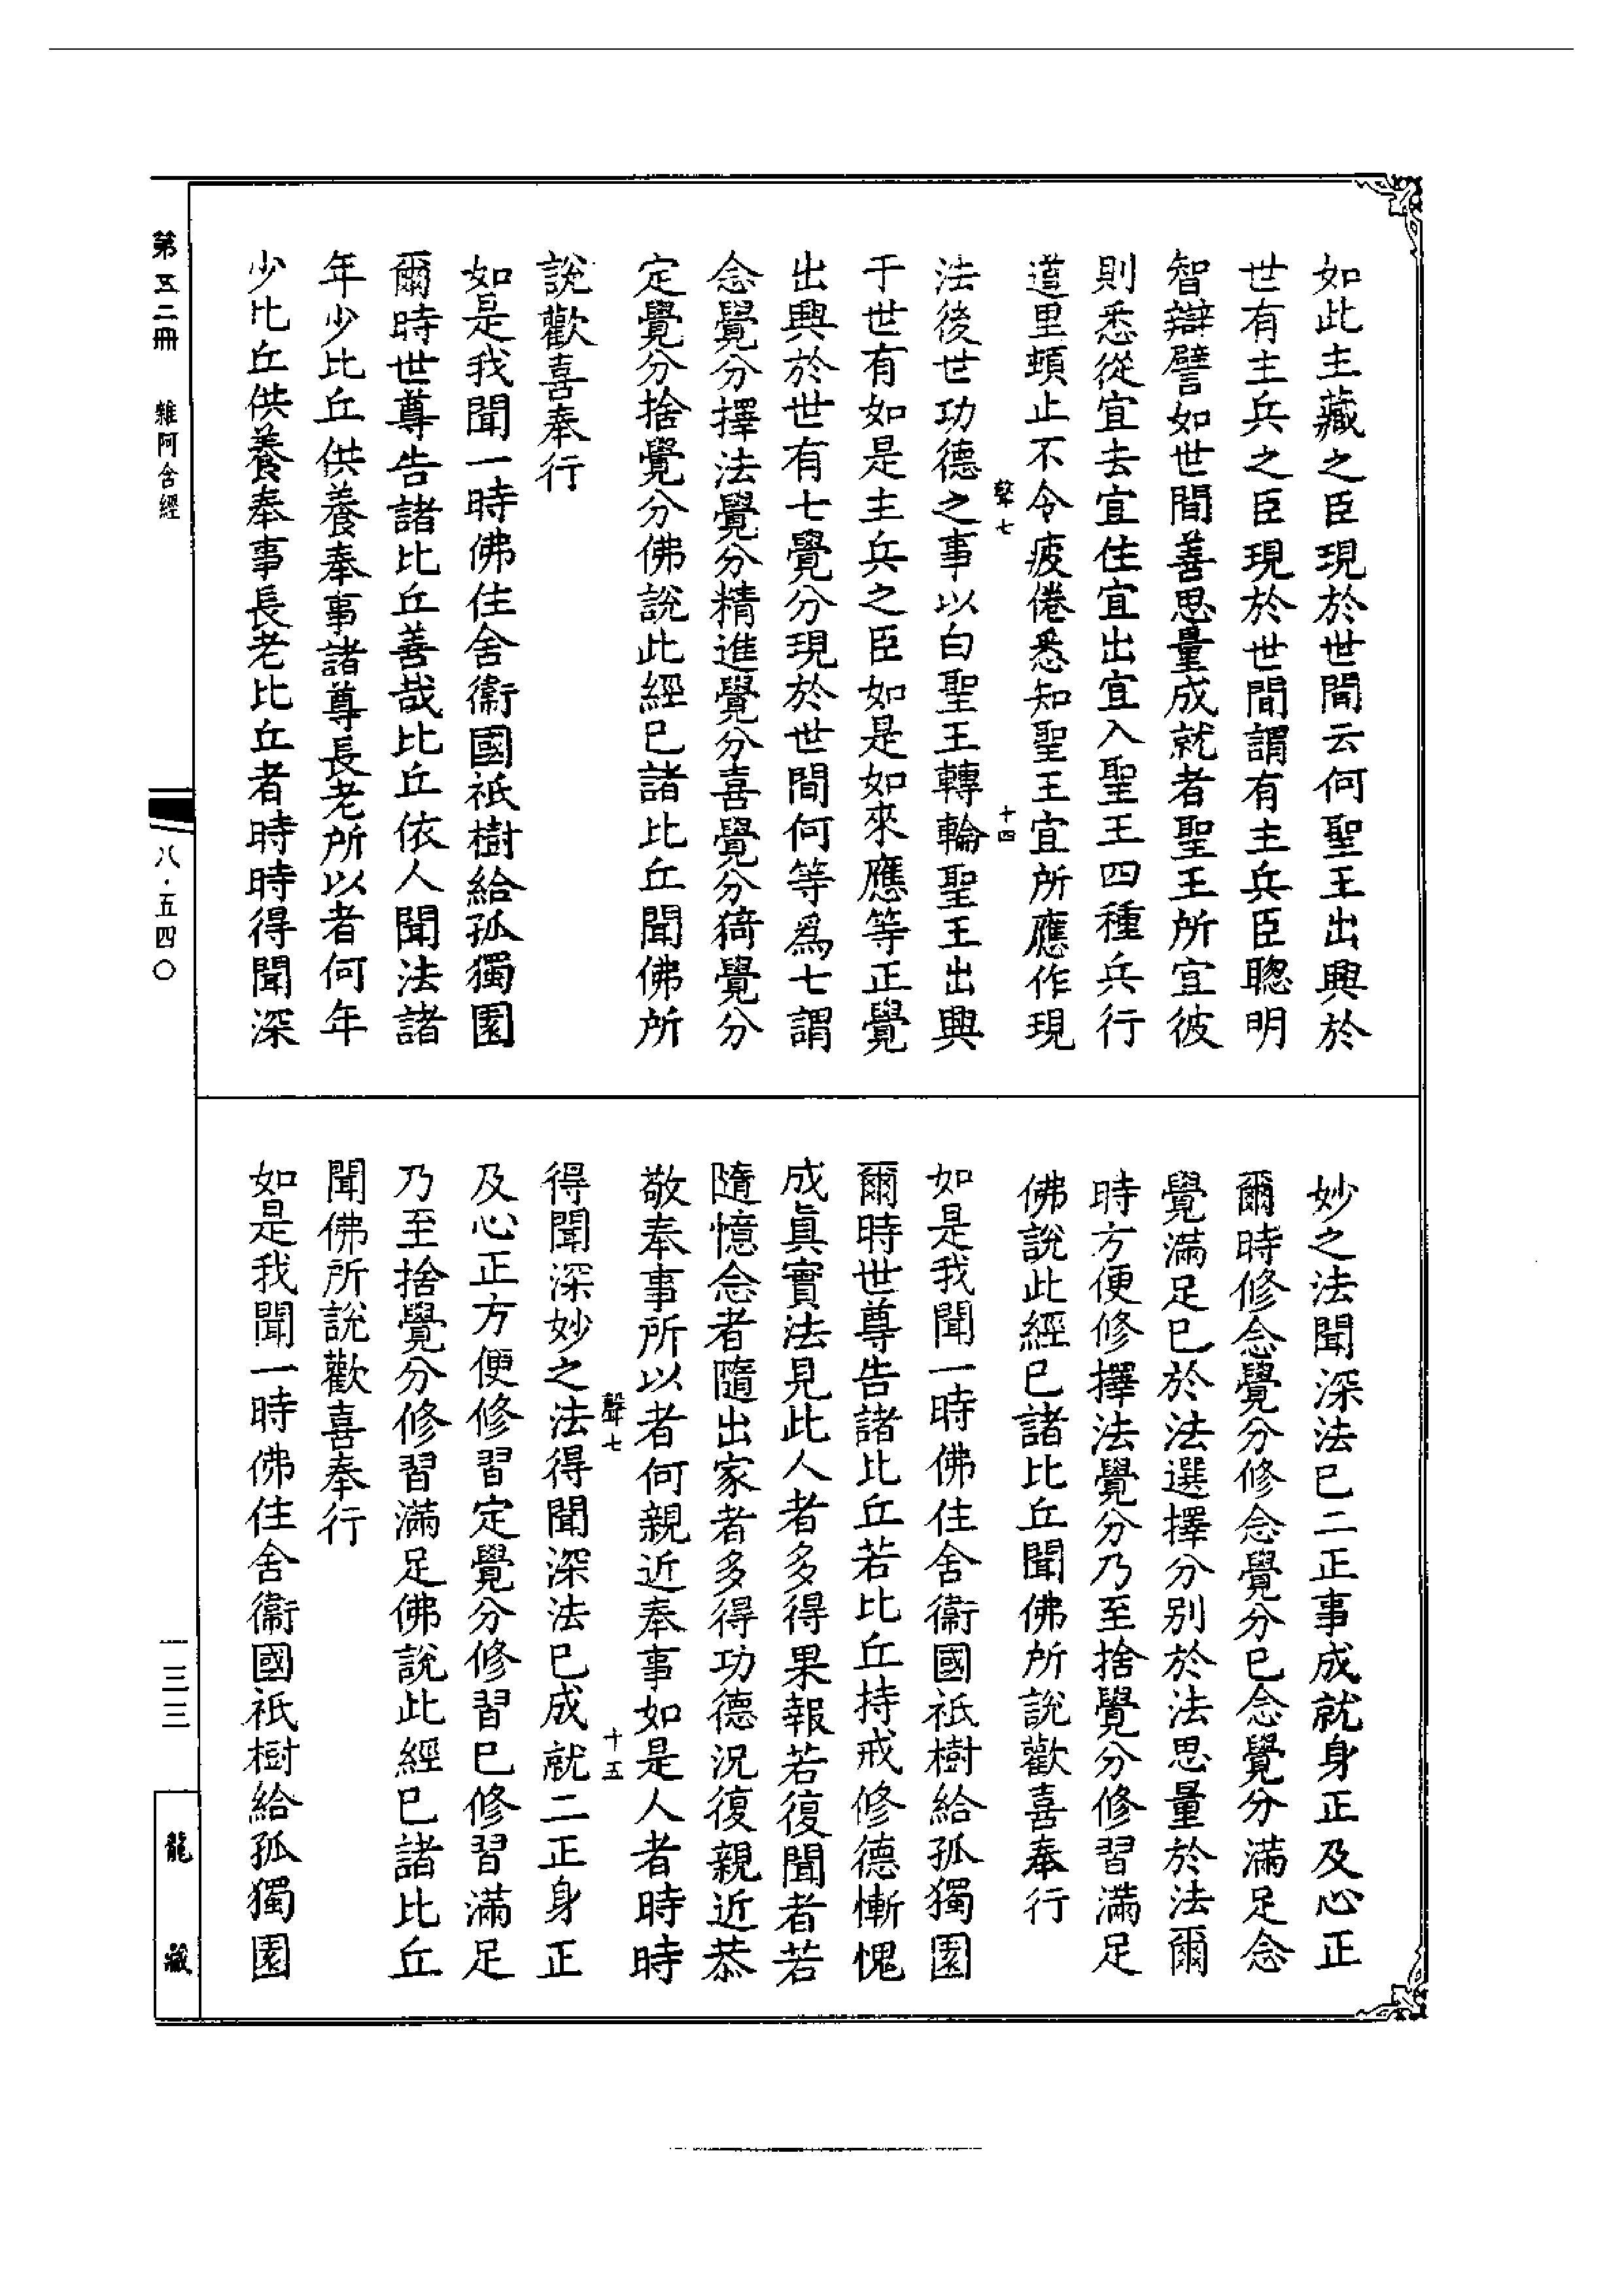 如此主藏之臣現於世間云何聖王出興於
世有主兵之臣現於世間謂有主兵臣聰明
智辯譬如世間善思量成就者聖王所宜彼
則悉從宜去宜住宜出宜入聖王四種兵行
道里頓止不令疲倦悉知聖王宜所應作現
聲七
十四
法後世功德之事以白聖王轉輪聖王出興
于世有如是主兵之臣如是如來應等正覺
出興於世有七覺分現於世間何等爲七謂
念覺分擇法覺分精進覺分喜覺分猗覺分
定覺分捨覺分佛說此經已諸比丘聞佛所
說歡喜奉行
如是我聞一時佛住舍衞國祇樹給孤獨園
爾時世尊告諸比丘善哉比丘依人聞法諸
年少比丘供養奉事諸尊長老所以者何年
少比丘供養奉事長老比丘者時時得聞深
妙之法聞深法已二正事成就身正及心正
爾時修念覺分修念覺分已念覺分滿足念
覺滿足已於法選擇分別於法思量於法爾
時方便修擇法覺分乃至捨覺分修習滿足
佛說此經已諸比丘聞佛所說歡喜奉行
如是我聞一時佛住舍衞國祇樹給孤獨園
爾時世尊告諸比丘若比丘持戒修德慚愧
成眞實法見此人者多得果報若復聞者若
隨憶念者隨出家者多得功德況復親近恭
敬奉事所以者何親近奉事如是人者時時
聲七
十五
得聞深妙之法得聞深法已成就二正身正
及心正方便修習定覺分修習已修習滿足
乃至捨覺分修習滿足佛說此經已諸比丘
聞佛所說歡喜奉行
如是我聞一時佛住舍衞國祇樹給孤獨園
第五二冊 雜阿含經
八·五四〇
一三三
龍藏